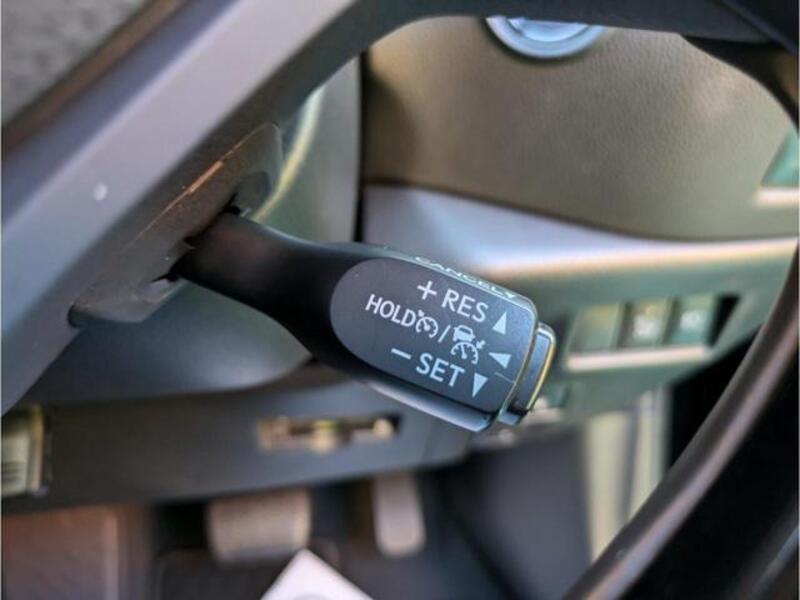 CANCEL
+ RES
HOLD /
− SET